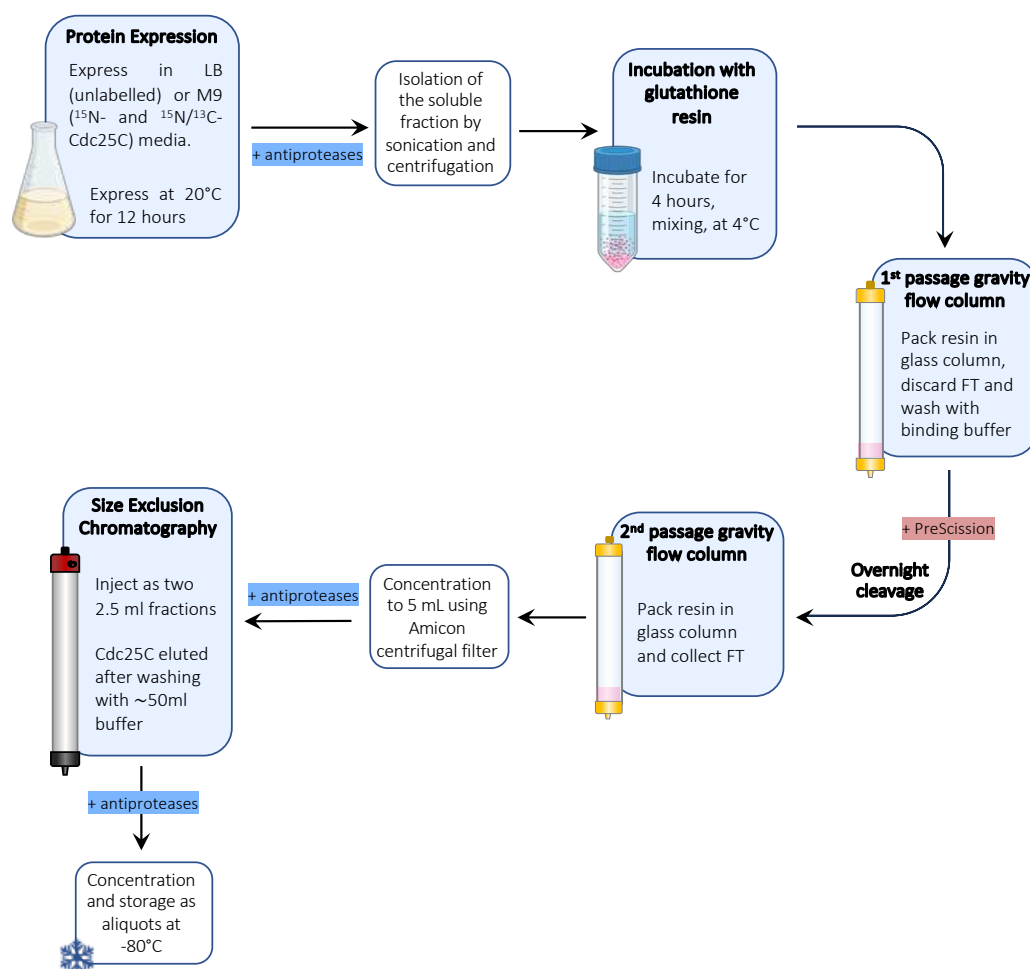 Protein Expression
Express in LB
(unlabelled) or M9
(¹⁵N- and ¹⁵N/¹³C-
Cdc25C) media.
Express at 20°C
for 12 hours
+ antiproteases
Isolation of
the soluble
fraction by
sonication and
centrifugation
Incubation with
glutathione
resin
Incubate for
4 hours,
mixing, at 4°C
1st passage gravity
flow column
Pack resin in
glass column,
discard FT and
wash with
binding buffer
+ PreScission
Overnight
cleavage
2nd passage gravity
flow column
Pack resin in
glass column
and collect FT
Concentration
to 5 mL using
Amicon
centrifugal filter
+ antiproteases
Size Exclusion
Chromatography
Inject as two
2.5 ml fractions
Cdc25C eluted
after washing
with ~50ml
buffer
+ antiproteases
Concentration
and storage as
aliquots at
-80°C